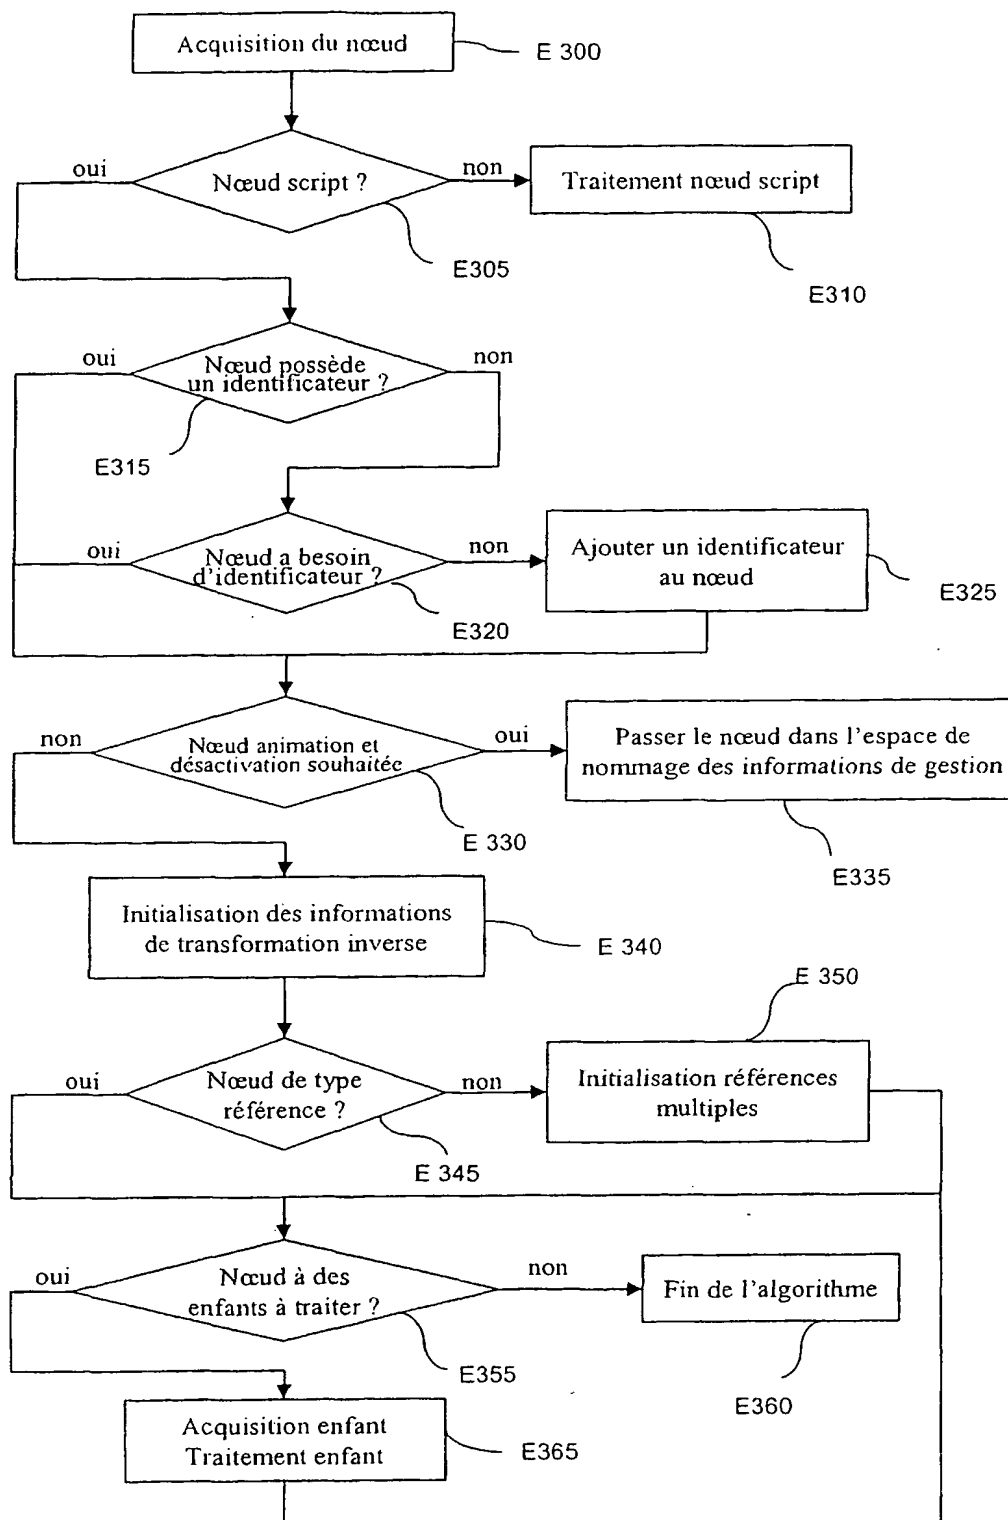 Acquisition du nœud
E 300
oui
Nœud script ?
non
Traitement nœud script
E305
E310
oui
Nœud possède
un identificateur ?
non
E315
oui
Nœud a besoin
d'identificateur ?
non
Ajouter un identificateur
au nœud
E325
E320
non
Nœud animation et
désactivation souhaitée
oui
Passer le nœud dans l'espace de
nommage des informations de gestion
E 330
E335
Initialisation des informations
de transformation inverse
E 340
E 350
oui
Nœud de type
référence ?
non
Initialisation références
multiples
E 345
oui
Nœud à des
enfants à traiter ?
non
Fin de l'algorithme
E355
E360
Acquisition enfant
Traitement enfant
E365